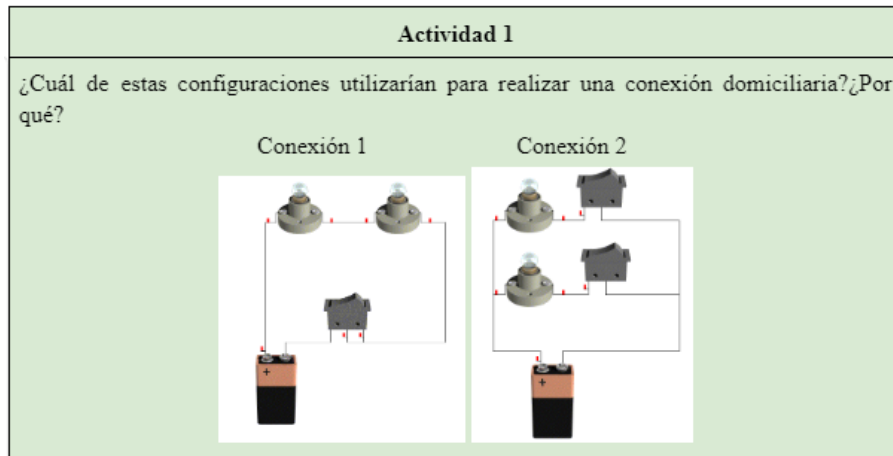 Actividad 1
¿Cuál de estas configuraciones utilizarían para realizar una conexión domiciliaria?¿Por
qué?
Conexión 1 Conexión 2
+ +